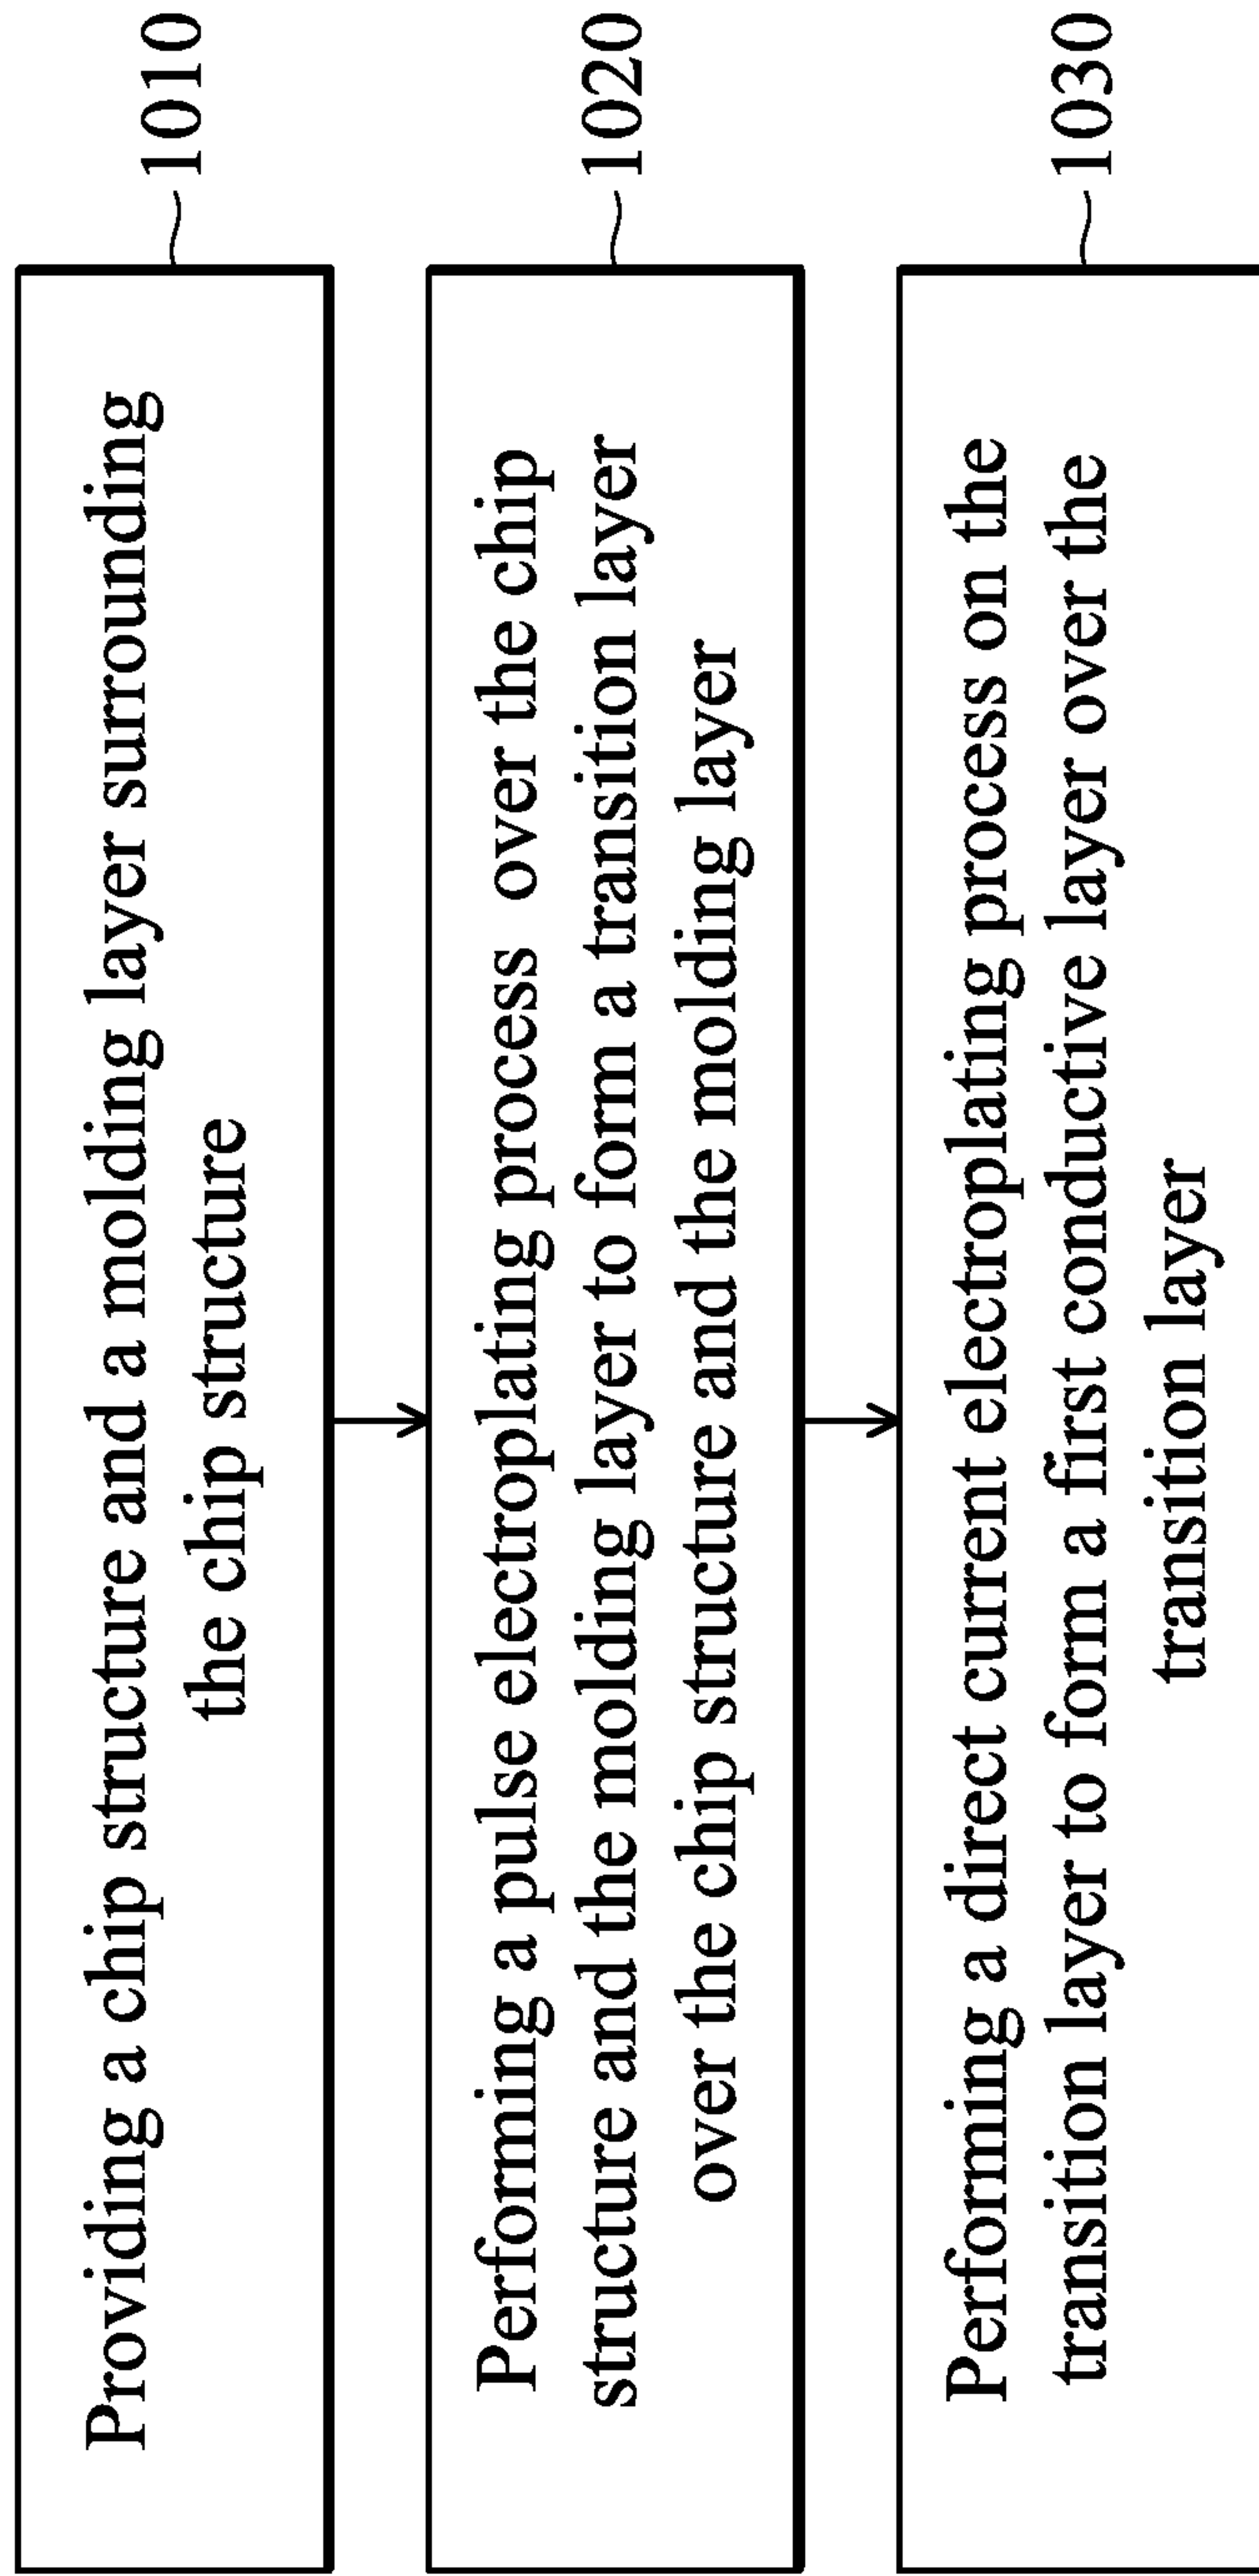 Providing a chip structure and a molding layer surrounding
the chip structure
1010
Performing a pulse electroplating process over the chip
structure and the molding layer to form a transition layer
over the chip structure and the molding layer
1020
Performing a direct current electroplating process on the
transition layer to form a first conductive layer over the
transition layer
1030